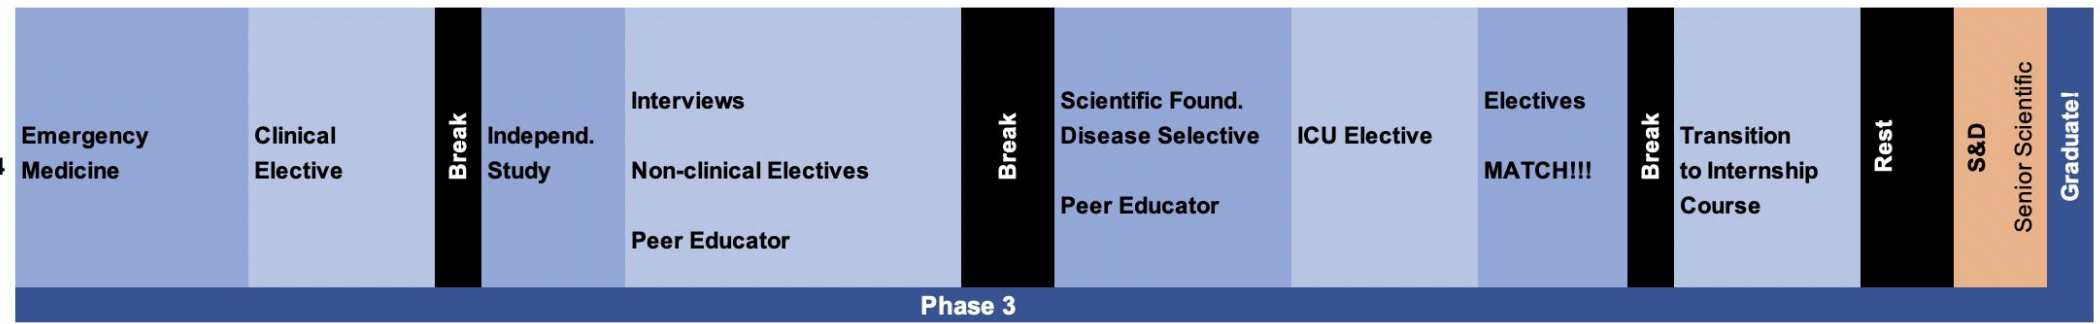 4
Emergency
Medicine
Clinical
Elective
Break
Independ.
Study
Interviews
Non-clinical Electives
Peer Educator
Break
Scientific Found.
Disease Selective
Peer Educator
ICU Elective
Electives
MATCH!!!
Break
Transition
to Internship
Course
Rest
S&D
Senior Scientific
Graduate!
Phase 3